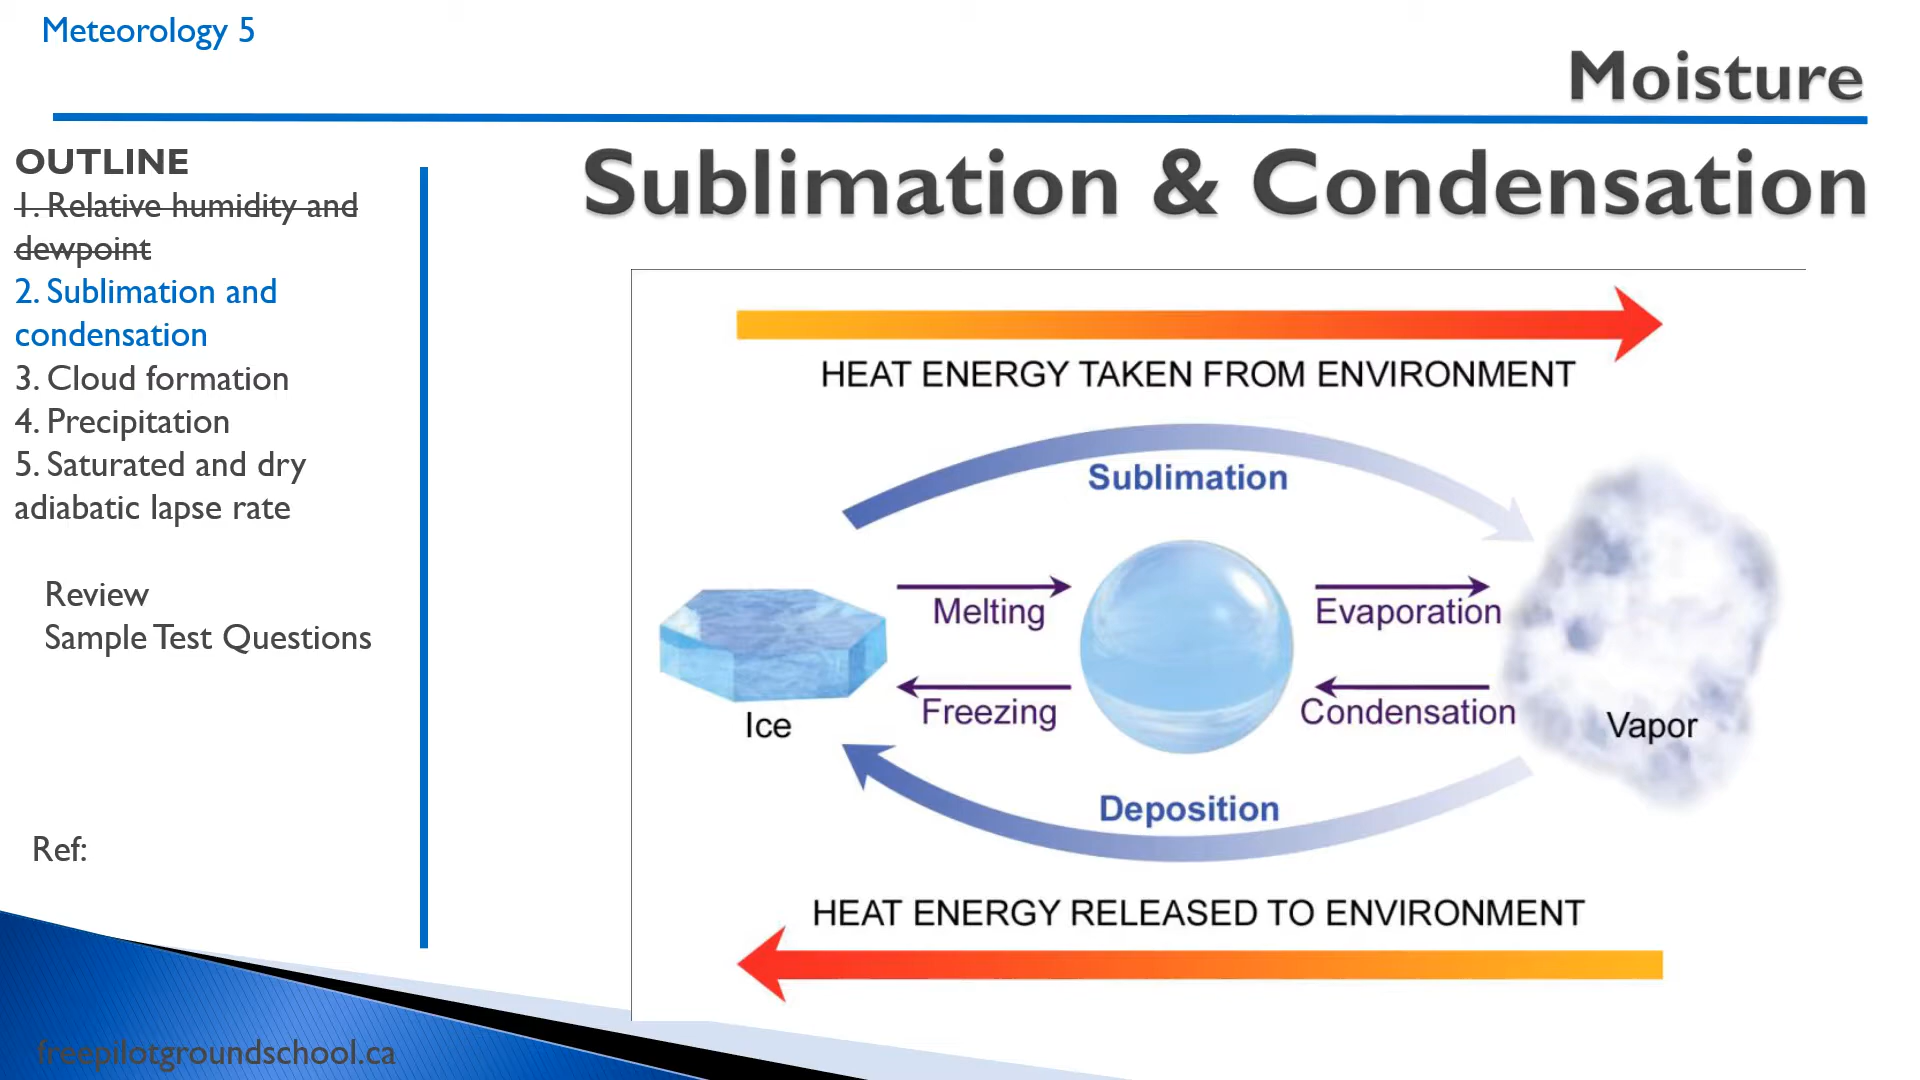 Meteorology 5
Moisture
OUTLINE
1. Relative humidity and
dewpoint
2. Sublimation and
condensation
3. Cloud formation
4. Precipitation
5. Saturated and dry
adiabatic lapse rate
Review
Sample Test Questions
Ref:
freepilotgroundschool.ca
Sublimation & Condensation
HEAT ENERGY TAKEN FROM ENVIRONMENT
Sublimation
Melting
Evaporation
Freezing
Condensation
Ice
Vapor
Deposition
HEAT ENERGY RELEASED TO ENVIRONMENT